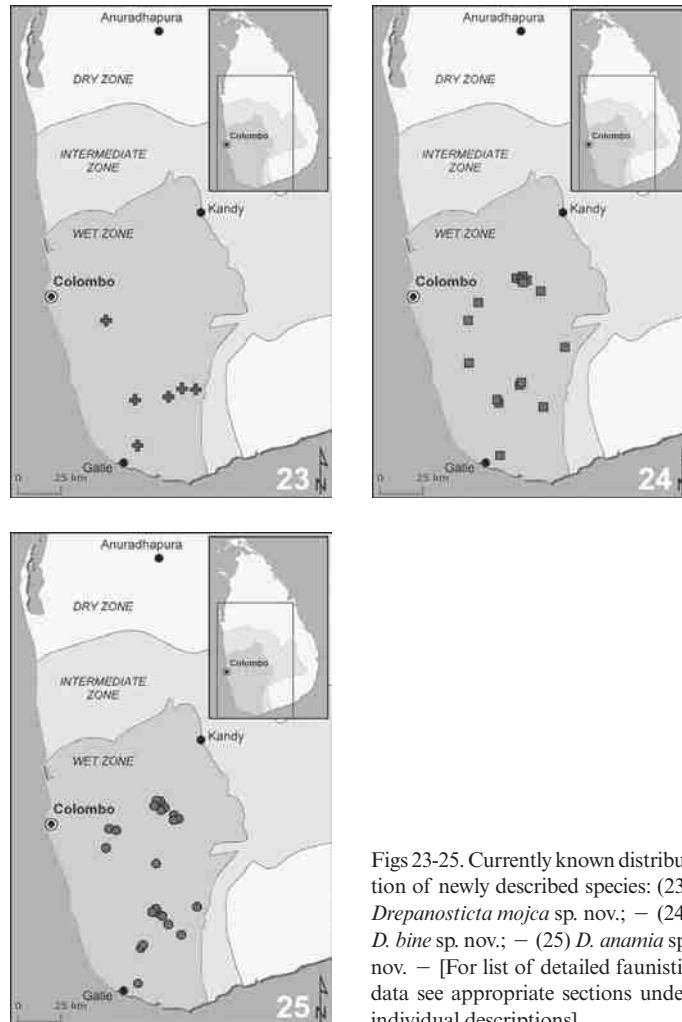 Anuradhapura
DRY ZONE
Colombo
INTERMEDIATE
ZONE
Kandy
WET ZONE
Colombo
Galle
0 25 km
23
N
Anuradhapura
DRY ZONE
Colombo
INTERMEDIATE
ZONE
Kandy
WET ZONE
Colombo
Galle
0 25 km
24
N
Anuradhapura
DRY ZONE
Colombo
INTERMEDIATE
ZONE
Kandy
WET ZONE
Colombo
Galle
0 25 km
25
N
Figs 23-25. Currently known distribu
tion of newly described species: (23
Drepanosticta mojca sp. nov.; − (24
D. bine sp. nov.; − (25) D. anamia sp
nov. − [For list of detailed faunisti
data see appropriate sections unde
individual descriptions]